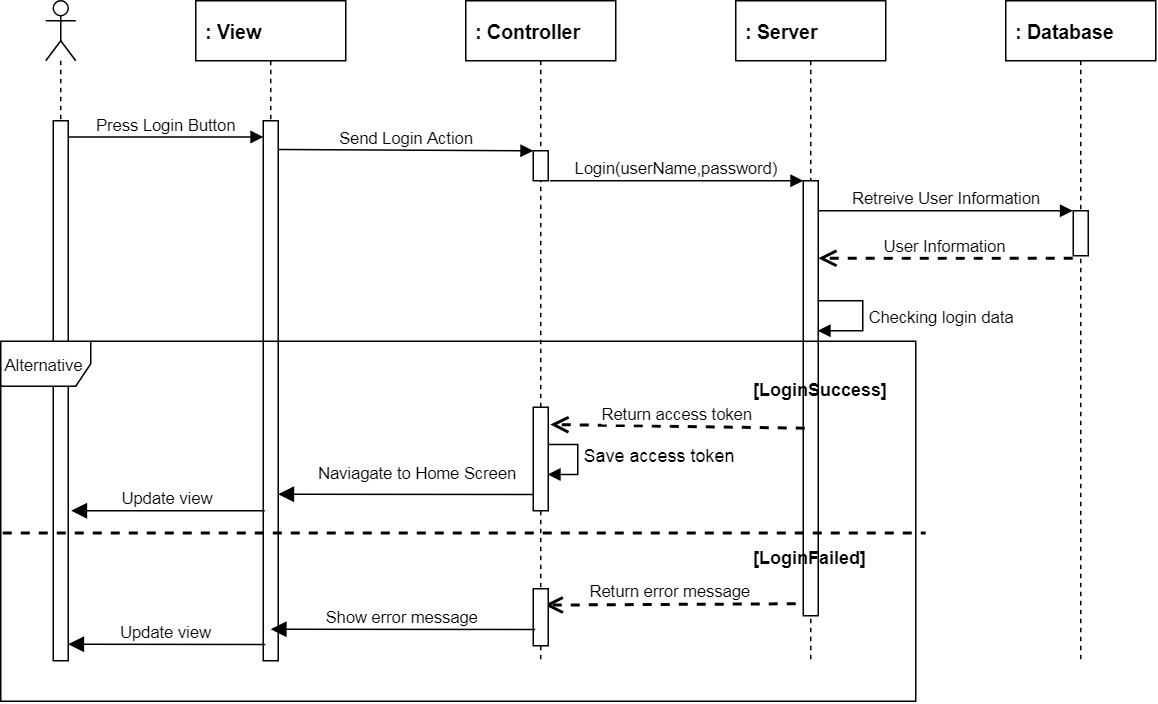 : View
: Controller
: Server
: Database
Press Login Button
Send Login Action
Login(userName,password)
Retreive User Information
User Information
Checking login data
Alternative
[LoginSuccess]
Return access token
Save access token
Naviagate to Home Screen
Update view
[LoginFailed]
Return error message
Show error message
Update view